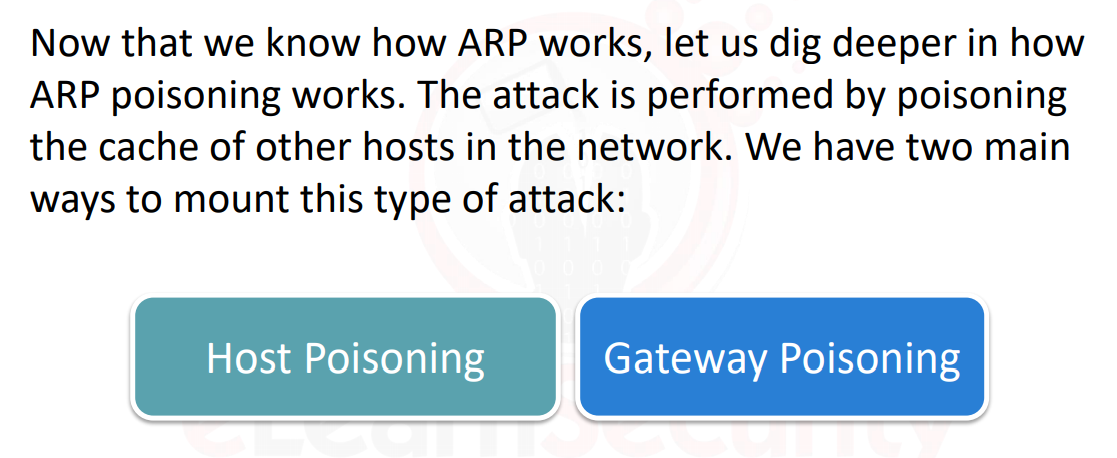 Now that we know how ARP works, let us dig deeper in how
ARP poisoning works. The attack is performed by poisoning
the cache of other hosts in the network. We have two main
ways to mount this type of attack:
Host Poisoning
Gateway Poisoning
eLearnSecurity